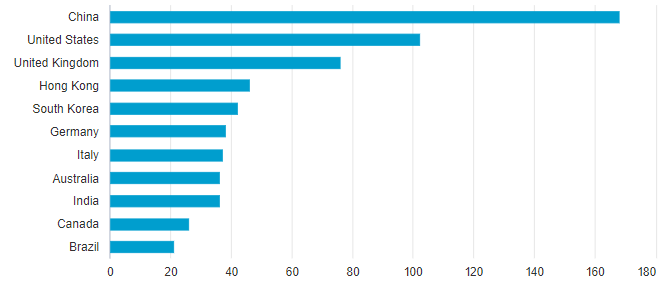 China
United States
United Kingdom
Hong Kong
South Korea
Germany
Italy
Australia
India
Canada
Brazil
0 20 40 60 80 100 120 140 160 180